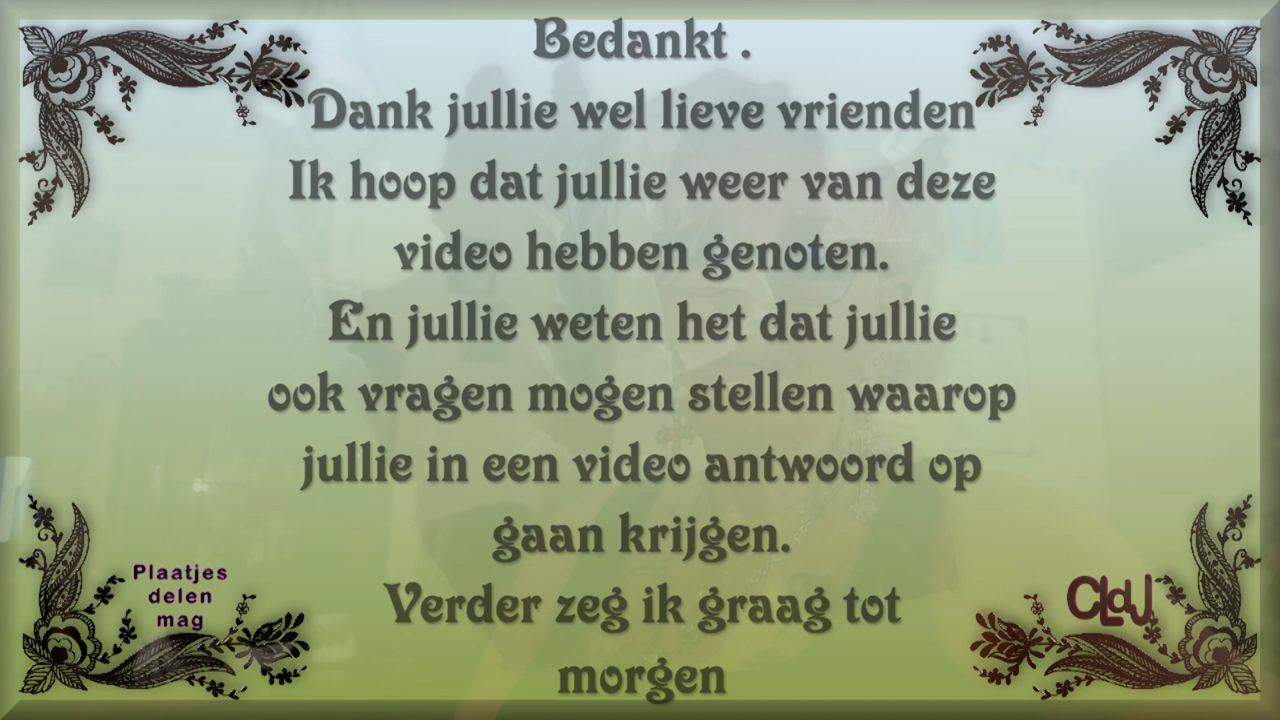 Bedankt .
Dank jullie wel lieve vrienden
Ik hoop dat jullie weer van deze
video hebben genoten.
En jullie weten het dat jullie
ook vragen mogen stellen waarop
jullie in een video antwoord op
gaan krijgen.
Verder zeg ik graag tot
morgen
Plaatjes
delen
mag
CLdJ